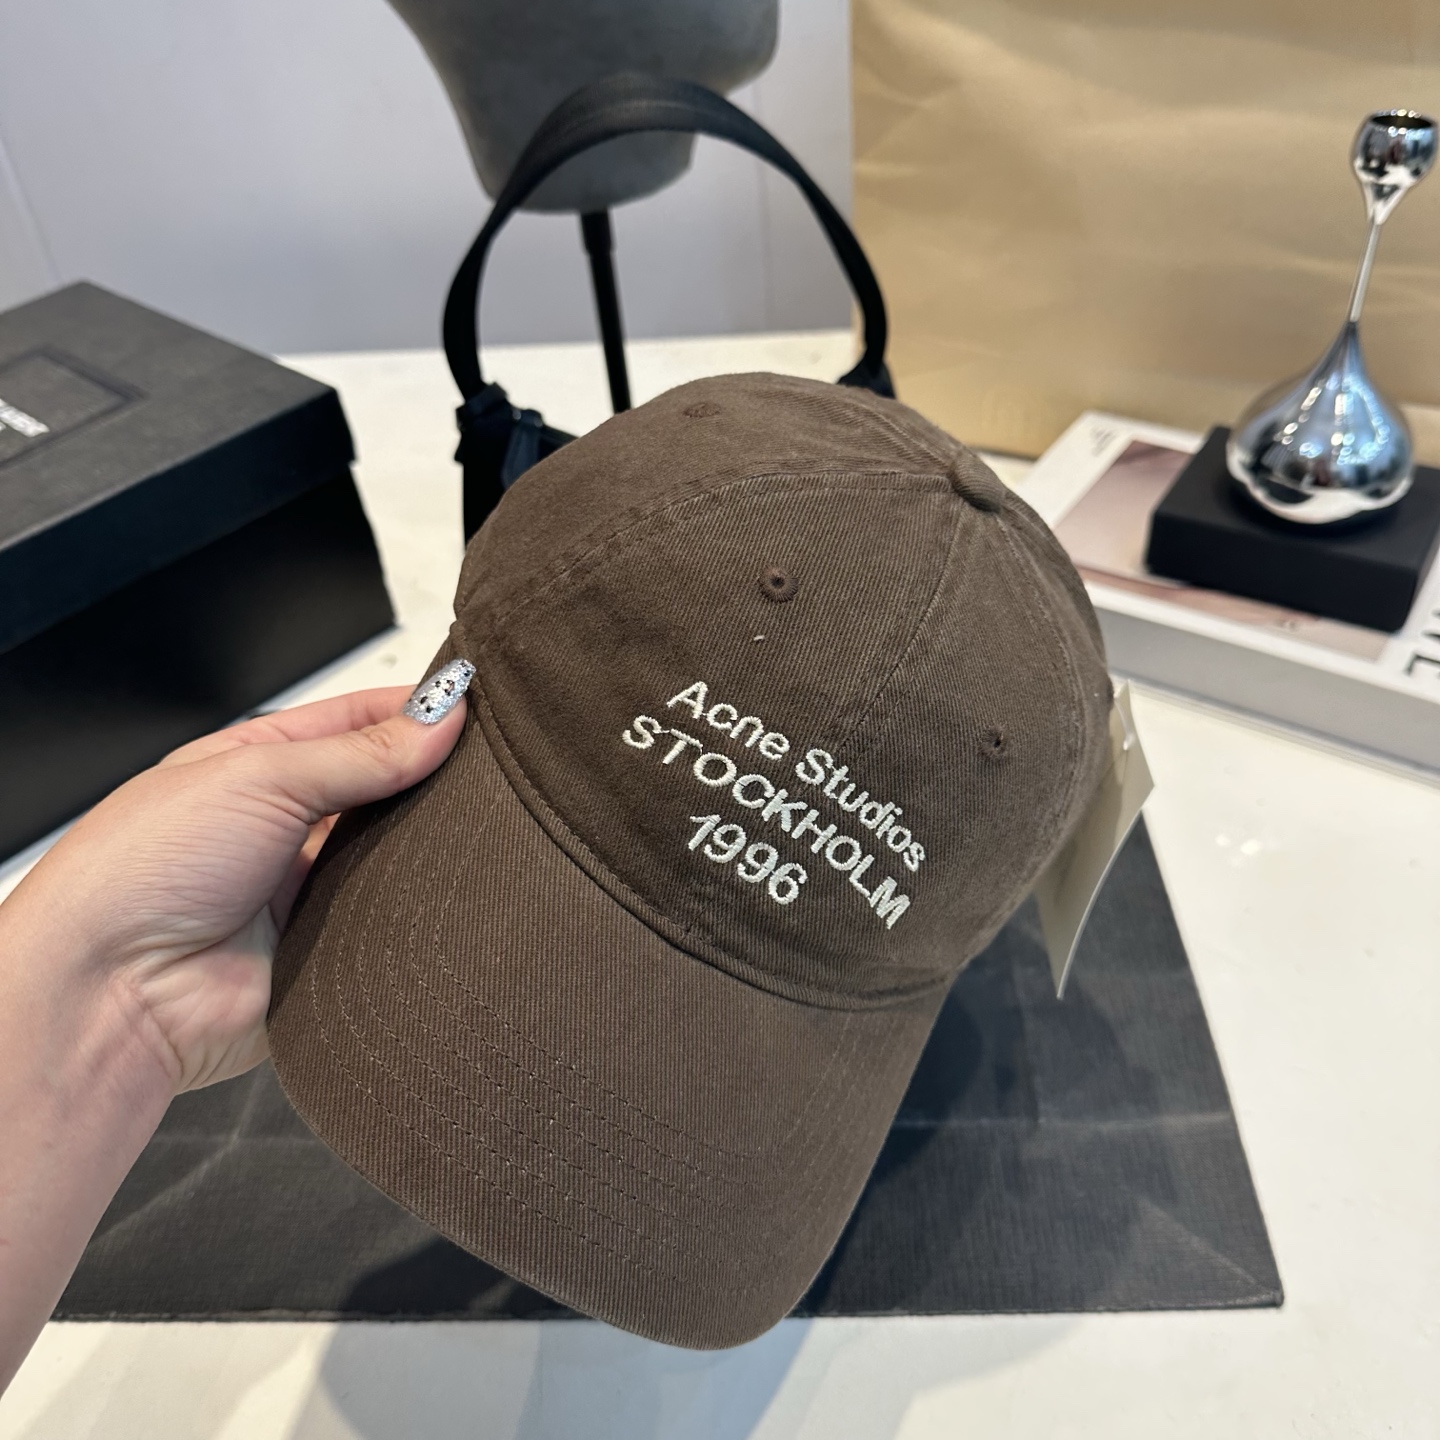 Acne Studios
STOCKHOLM
1996